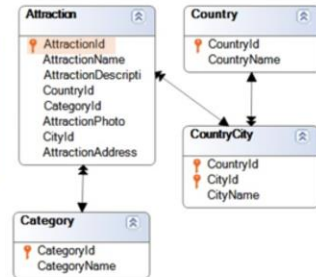 Attraction
AttractionId
AttractionName
AttractionDescripti
CountryId
CategoryId
AttractionPhoto
CityId
AttractionAddress
Country
CountryId
CountryName
CountryCity
CountryId
CityId
CityName
Category
CategoryId
CategoryName